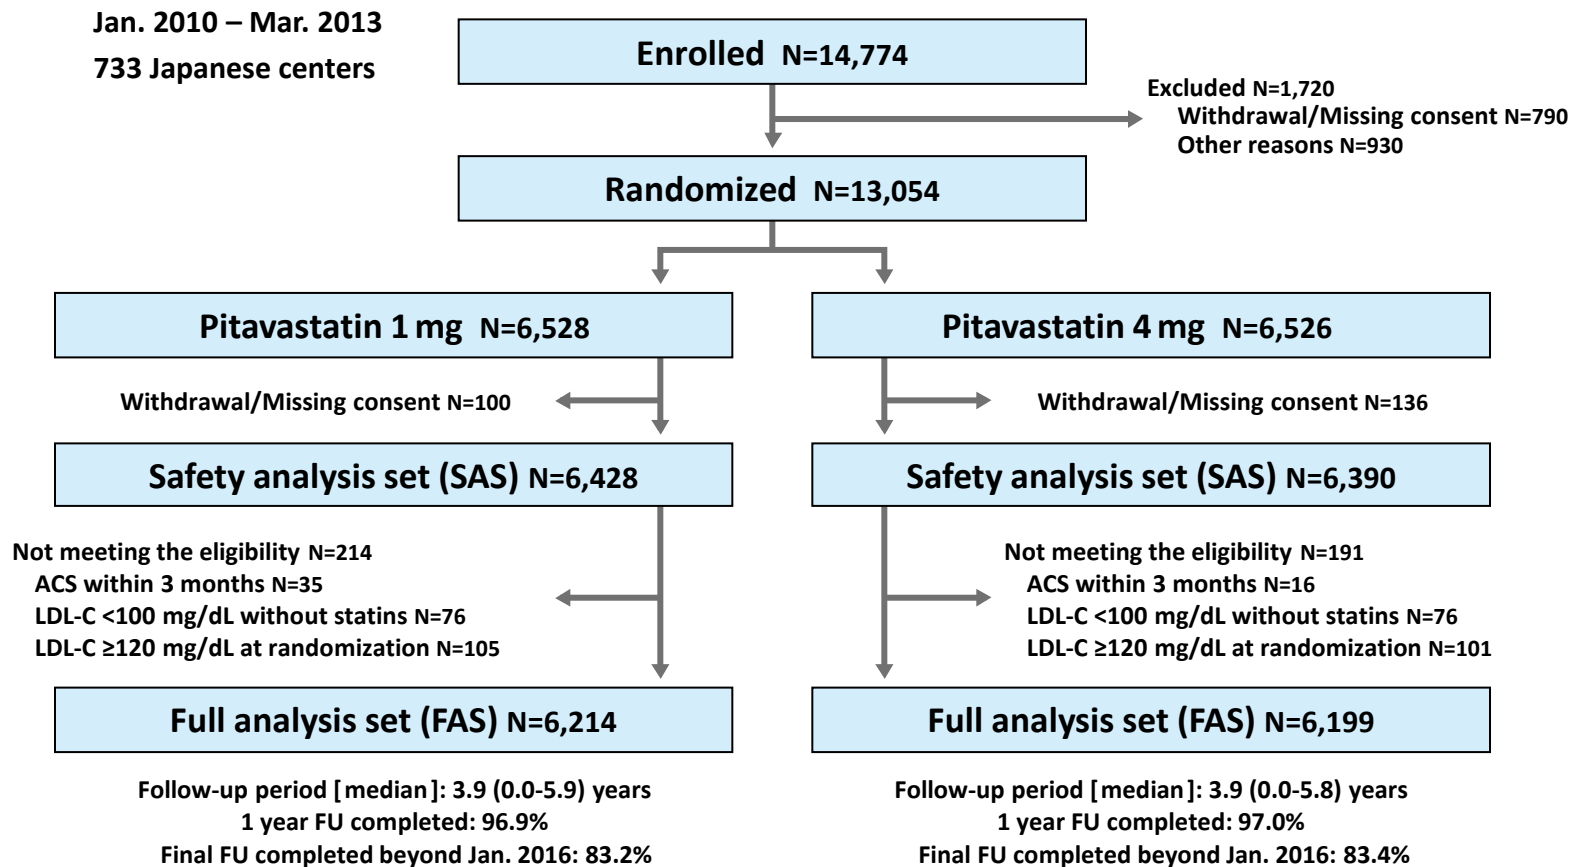 Jan. 2010 – Mar. 2013
733 Japanese centers
Enrolled N=14,774
Excluded N=1,720
Withdrawal/Missing consent N=790
Other reasons N=930
Randomized N=13,054
Pitavastatin 1 mg N=6,528
Pitavastatin 4 mg N=6,526
Withdrawal/Missing consent N=100
Withdrawal/Missing consent N=136
Safety analysis set (SAS) N=6,428
Safety analysis set (SAS) N=6,390
Not meeting the eligibility N=214
ACS within 3 months N=35
LDL-C <100 mg/dL without statins N=76
LDL-C ≥120 mg/dL at randomization N=105
Not meeting the eligibility N=191
ACS within 3 months N=16
LDL-C <100 mg/dL without statins N=76
LDL-C ≥120 mg/dL at randomization N=101
Full analysis set (FAS) N=6,214
Full analysis set (FAS) N=6,199
Follow-up period [median]: 3.9 (0.0-5.9) years
1 year FU completed: 96.9%
Final FU completed beyond Jan. 2016: 83.2%
Follow-up period [median]: 3.9 (0.0-5.8) years
1 year FU completed: 97.0%
Final FU completed beyond Jan. 2016: 83.4%